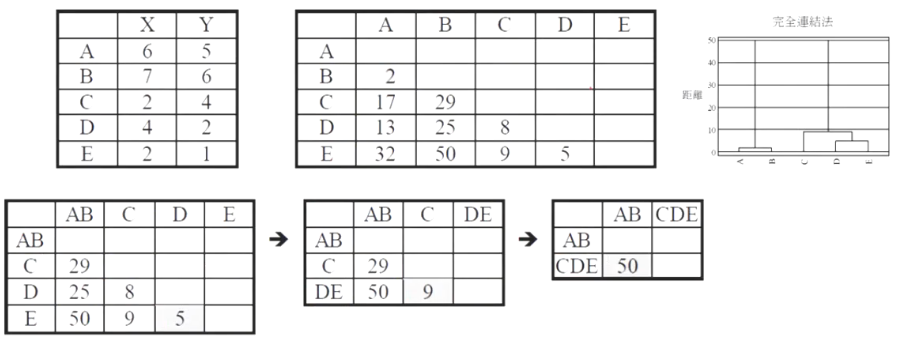 X Y
A 6 5
B 7 6
C 2 4
D 4 2
E 2 1
A B C D E
A
B 2
C 17 29
D 13 25 8
E 32 50 9 5
完全連結法
距離
50
40
30
20
10
0
A B C D E
AB C D E
AB
C 29
D 25 8
E 50 9 5
➔
AB C DE
AB
C 29
DE 50 9
➔
AB CDE
AB
CDE 50